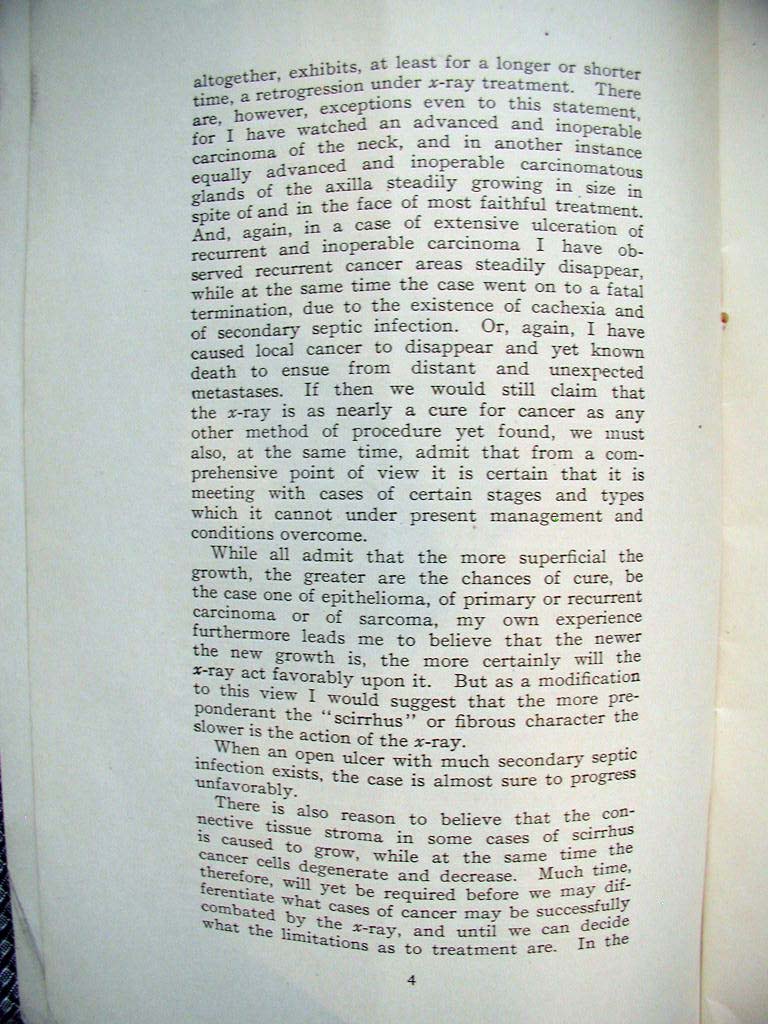 altogether, exhibits, at least for a longer or shorter
time, a retrogression under x-ray treatment. There
are, however, exceptions even to this statement,
for I have watched an advanced and inoperable
carcinoma of the neck, and in another instance
equally advanced and inoperable carcinomatous
glands of the axilla steadily growing in size in
spite of and in the face of most faithful treatment.
And, again, in a case of extensive ulceration of
recurrent and inoperable carcinoma I have ob-
served recurrent cancer areas steadily disappear,
while at the same time the case went on to a fatal
termination, due to the existence of cachexia and
of secondary septic infection. Or, again, I have
caused local cancer to disappear and yet known
death to ensue from distant and unexpected
metastases. If then we would still claim that
the x-ray is as nearly a cure for cancer as any
other method of procedure yet found, we must
also, at the same time, admit that from a com-
prehensive point of view it is certain that it is
meeting with cases of certain stages and types
which it cannot under present management and
conditions overcome.
While all admit that the more superficial the
growth, the greater are the chances of cure, be
the case one of epithelioma, of primary or recurrent
carcinoma or of sarcoma, my own experience
furthermore leads me to believe that the newer
the new growth is, the more certainly will the
x-ray act favorably upon it. But as a modification
to this view I would suggest that the more pre-
ponderant the "scirrhus" or fibrous character the
slower is the action of the x-ray.
When an open ulcer with much secondary septic
infection exists, the case is almost sure to progress
unfavorably.
There is also reason to believe that the con-
nective tissue stroma in some cases of scirrhus
is caused to grow, while at the same time the
cancer cells degenerate and decrease. Much time,
therefore, will yet be required before we may dif-
ferentiate what cases of cancer may be successfully
combated by the x-ray, and until we can decide
what the limitations as to treatment are. In the
4